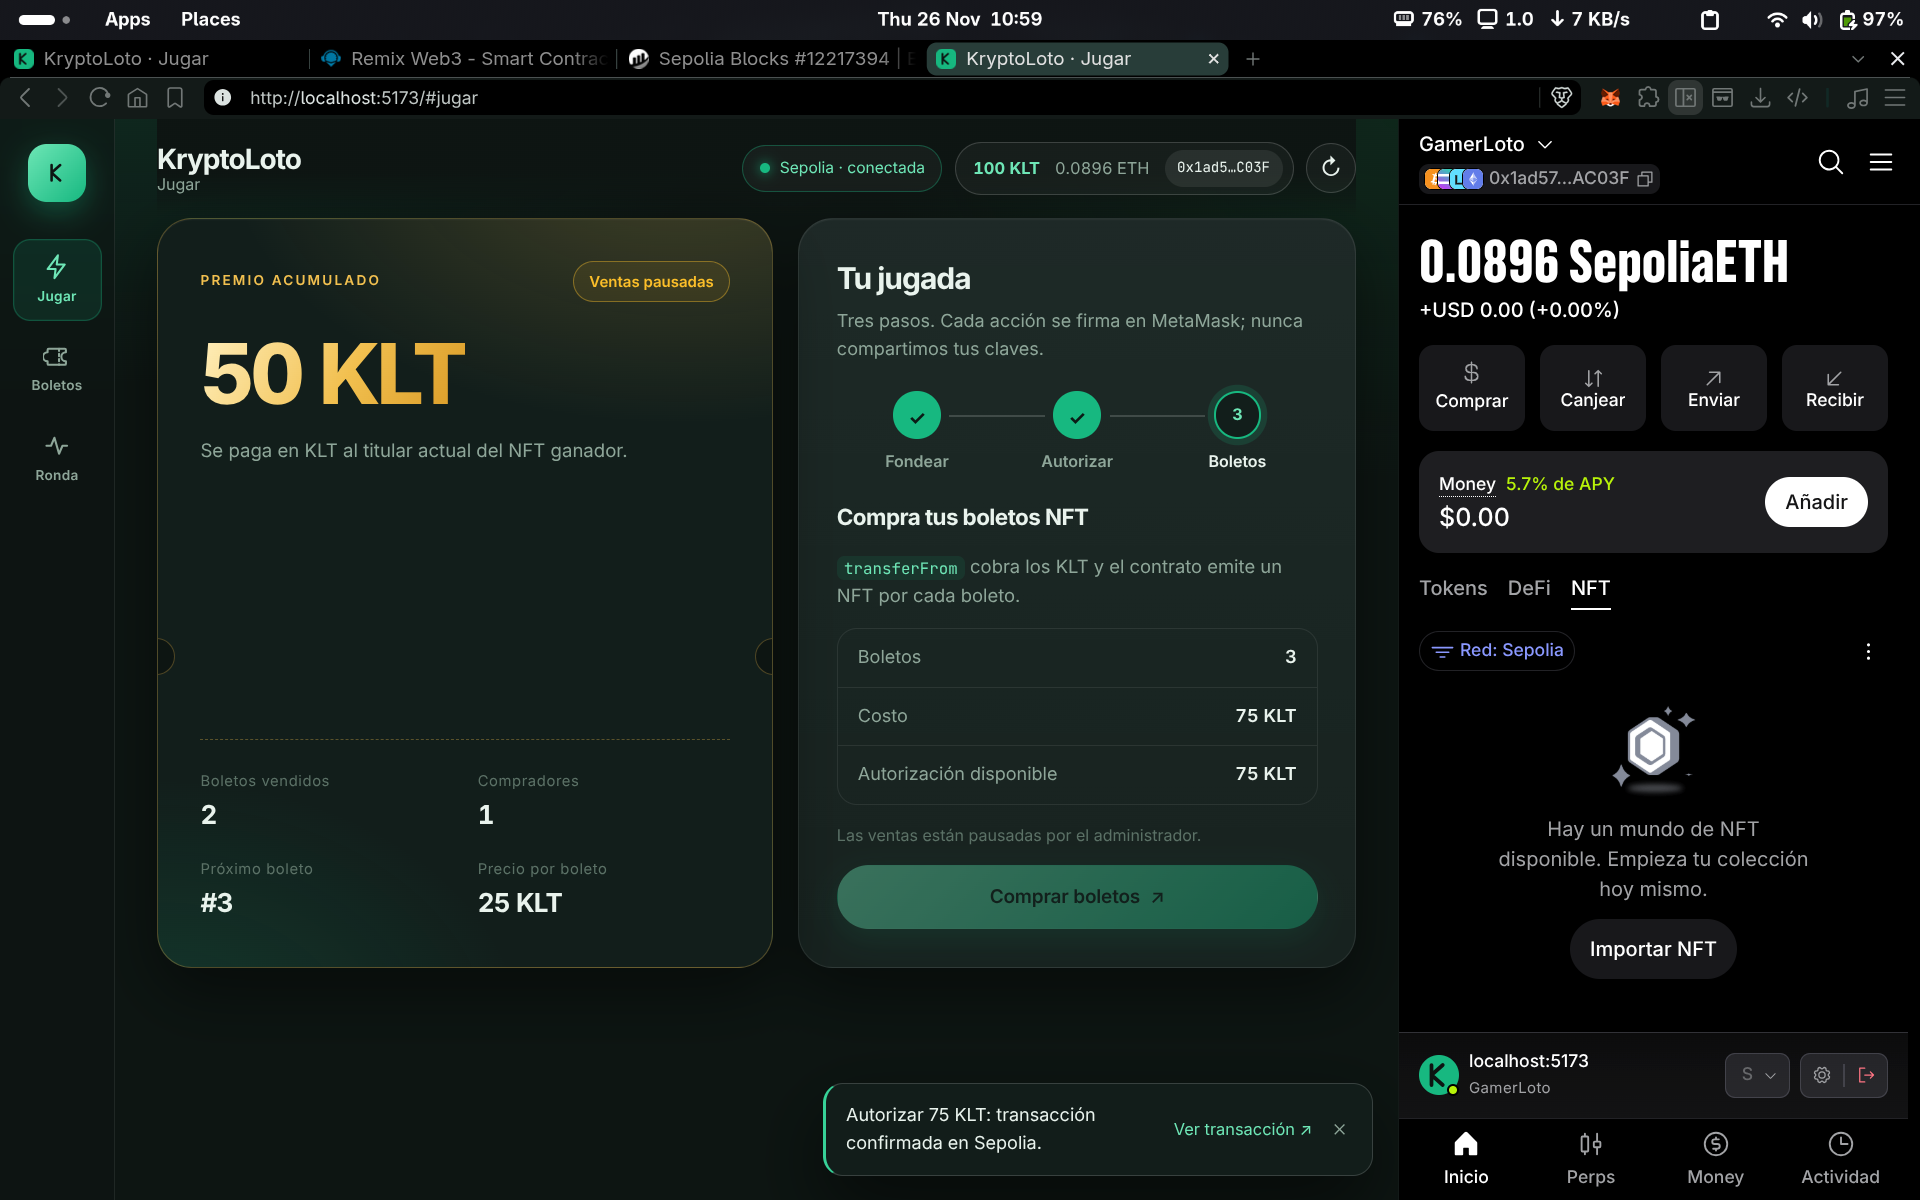 Apps Places Thu 26 Nov 10:59 76% 1.0 7 KB/s 97%
KryptoLoto · Jugar Remix Web3 - Smart Contrac Sepolia Blocks #12217394 KryptoLoto · Jugar
http://localhost:5173/#jugar
K
Jugar
Boletos
Ronda
KryptoLoto
Jugar
Sepolia · conectada 100 KLT 0.0896 ETH 0x1ad5…C03F
PREMIO ACUMULADO Ventas pausadas
50 KLT
Se paga en KLT al titular actual del NFT ganador.
Boletos vendidos Compradores
2 1
Próximo boleto Precio por boleto
#3 25 KLT
Tu jugada
Tres pasos. Cada acción se firma en MetaMask; nunca
compartimos tus claves.
3
Fondear Autorizar Boletos
Compra tus boletos NFT
transferFrom cobra los KLT y el contrato emite un
NFT por cada boleto.
Boletos 3
Costo 75 KLT
Autorización disponible 75 KLT
Las ventas están pausadas por el administrador.
Comprar boletos ↗
Autorizar 75 KLT: transacción
confirmada en Sepolia.
Ver transacción ↗
GamerLoto
0x1ad57...AC03F
0.0896 SepoliaETH
+USD 0.00 (+0.00%)
Comprar Canjear Enviar Recibir
Money 5.7% de APY
$0.00
Añadir
Tokens DeFi NFT
Red: Sepolia
Hay un mundo de NFT
disponible. Empieza tu colección
hoy mismo.
Importar NFT
localhost:5173
GamerLoto
S
Inicio Perps Money Actividad